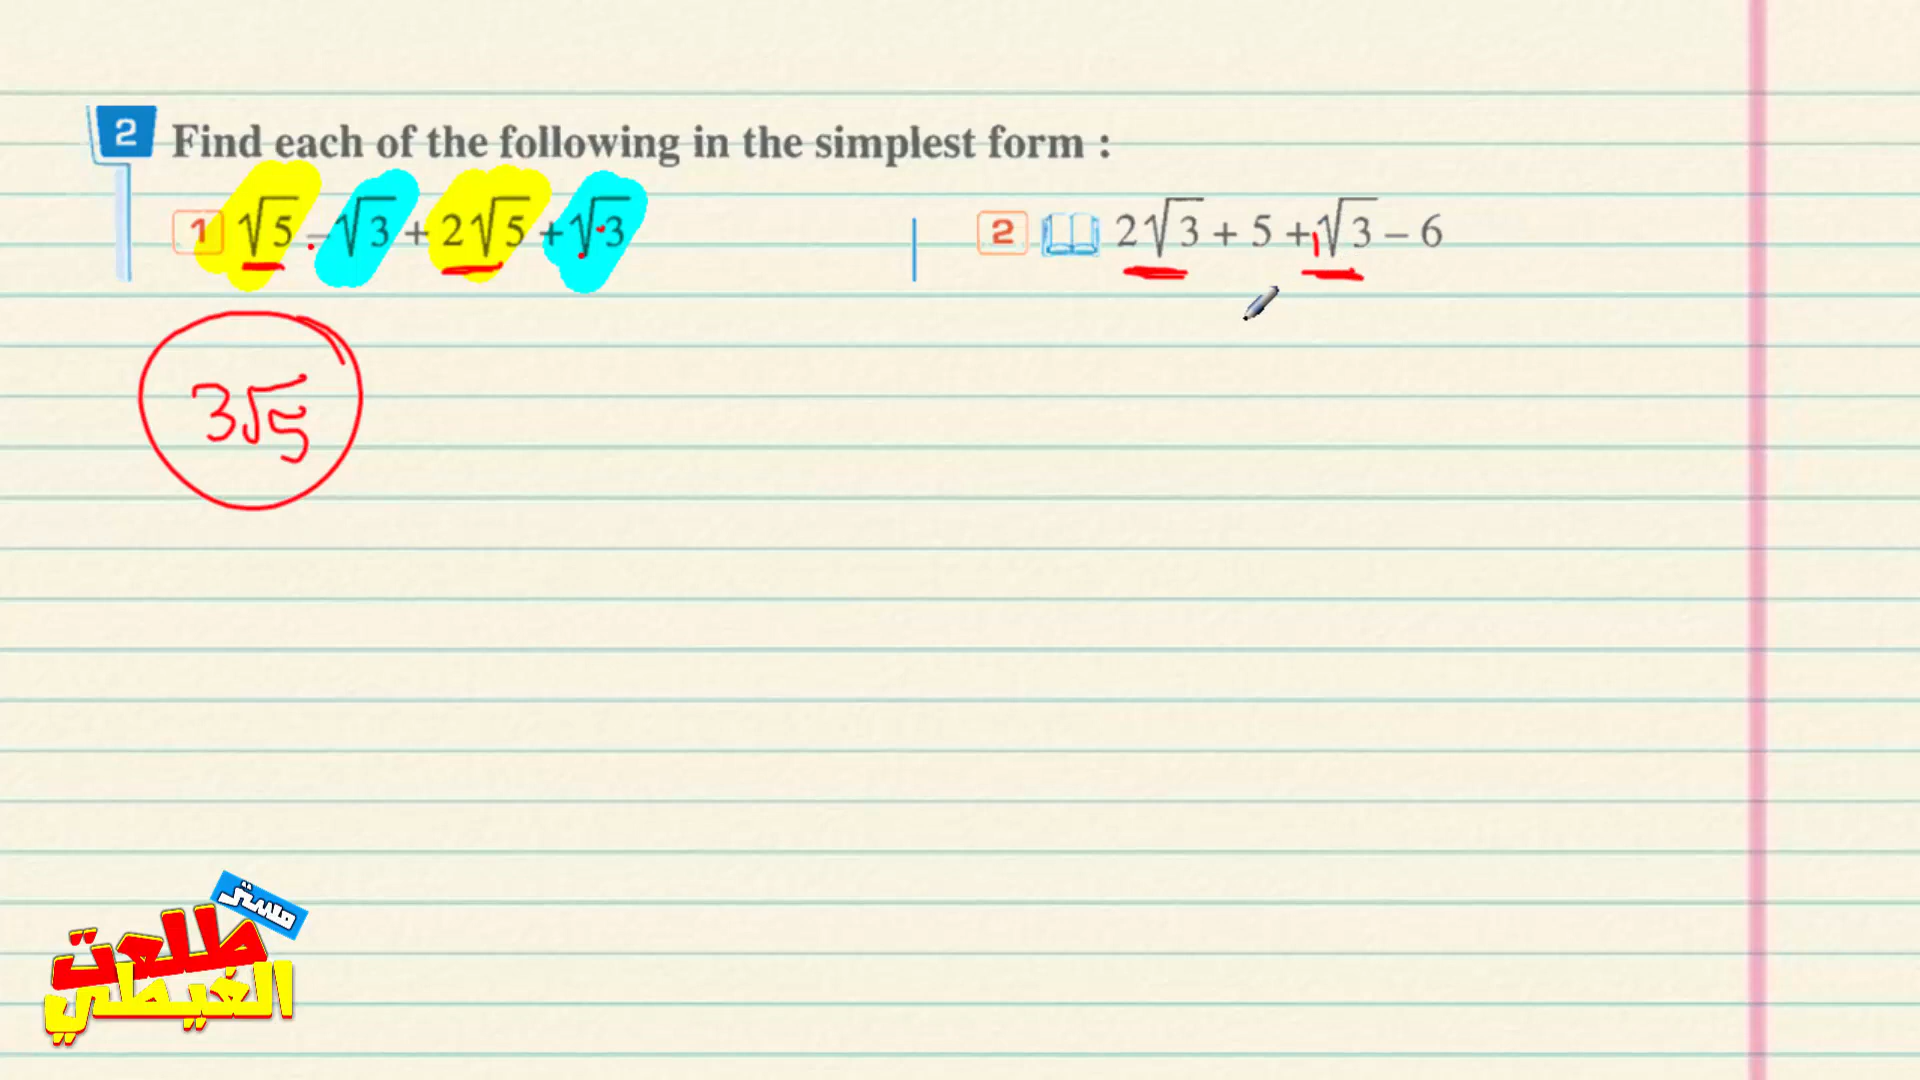 2 Find each of the following in the simplest form :
1 √5 – √3 + 2√5 + √3
2 2√3 + 5 + 1√3 – 6
3√5
مستر
طلعت
الغيطي